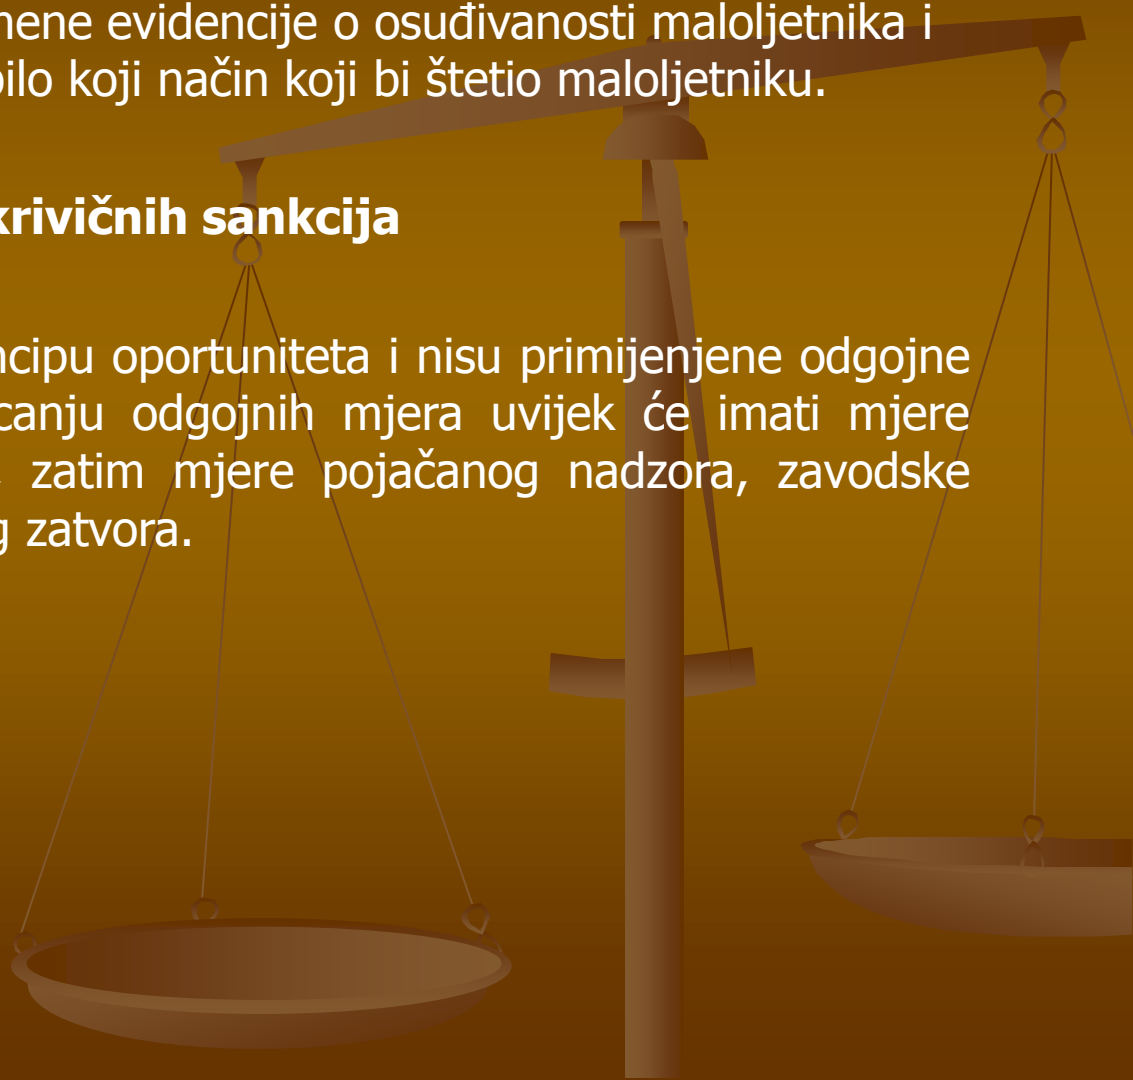 mene evidencije o osuđivanosti maloljetnika i
bilo koji način koji bi štetio maloljetniku.
krivičnih sankcija
ncipu oportuniteta i nisu primijenjene odgojne
canju odgojnih mjera uvijek će imati mjere
zatim mjere pojačanog nadzora, zavodske
g zatvora.